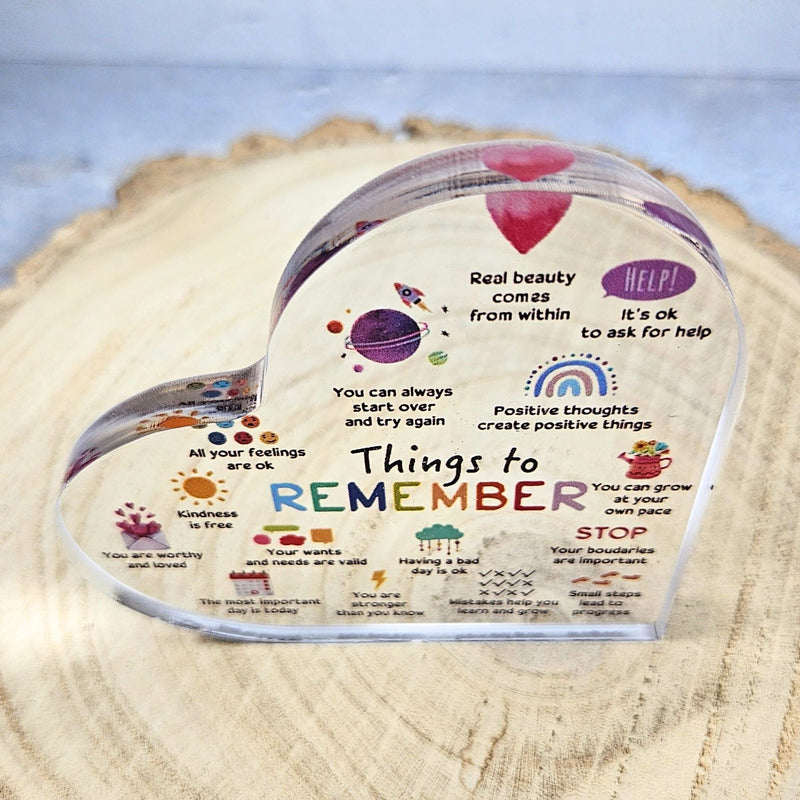 Real beauty
comes
from within
HELP!
It's ok
to ask for help
You can always
start over
and try again
Positive thoughts
create positive things
All your feelings
are ok
Things to
REMEMBER
You can grow
at your
own pace
Kindness
is free
You are worthy
and loved
Your wants
and needs are valid
Having a bad
day is ok
STOP
Your boudaries
are important
The most important
day is today
You are
stronger
than you know
Mistakes help you
learn and grow
Small steps
lead to
progress